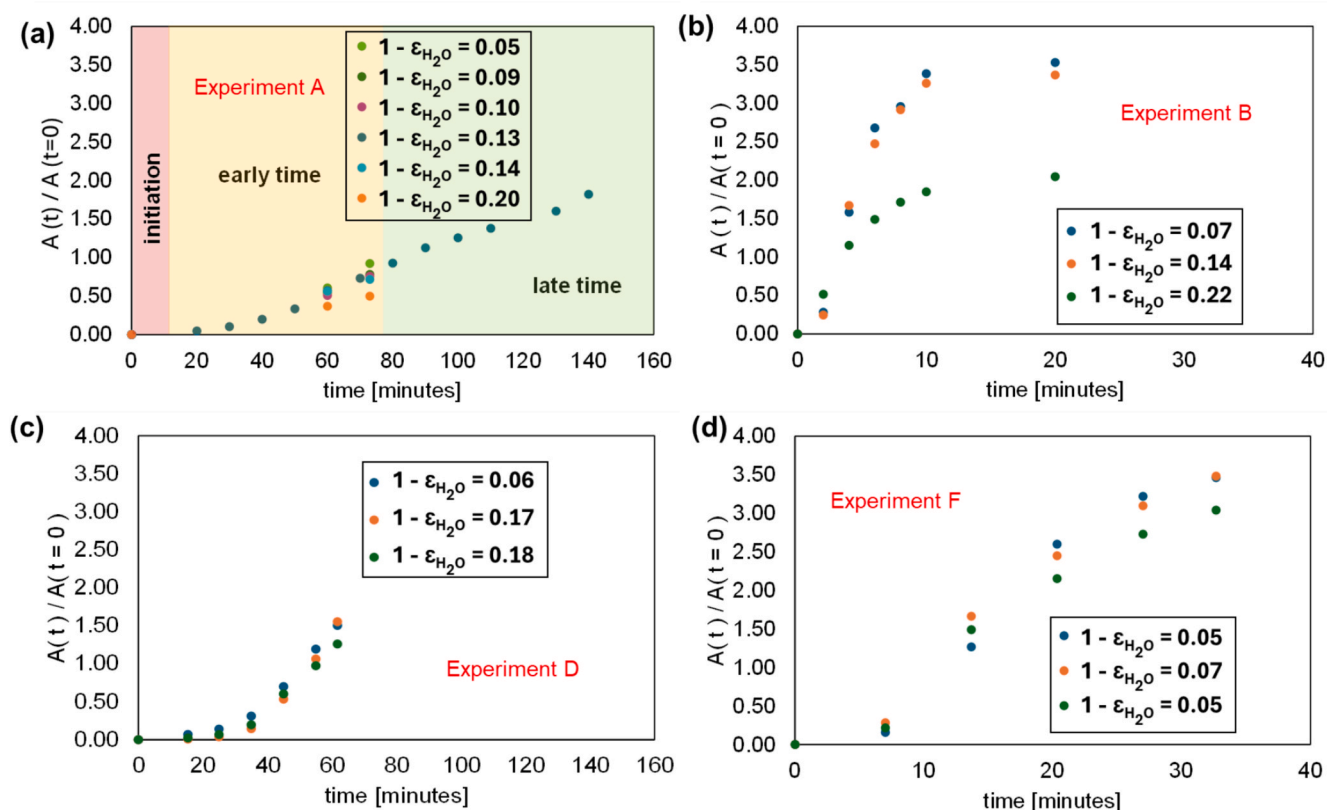 (a)
4.00
3.50
3.00
2.50
2.00
1.50
1.00
0.50
0.00
A (t) / A (t=0)
initiation
Experiment A
early time
late time
1 - εH2O = 0.05
1 - εH2O = 0.09
1 - εH2O = 0.10
1 - εH2O = 0.13
1 - εH2O = 0.14
1 - εH2O = 0.20
0 20 40 60 80 100 120 140 160
time [minutes]
(b)
4.00
3.50
3.00
2.50
2.00
1.50
1.00
0.50
0.00
A (t) / A(t = 0)
Experiment B
1 - εH2O = 0.07
1 - εH2O = 0.14
1 - εH2O = 0.22
0 10 20 30 40
time [minutes]
(c)
4.00
3.50
3.00
2.50
2.00
1.50
1.00
0.50
0.00
A(t) / A(t = 0)
1 - εH2O = 0.06
1 - εH2O = 0.17
1 - εH2O = 0.18
Experiment D
0 20 40 60 80 100 120 140 160
time [minutes]
(d)
4.00
3.50
3.00
2.50
2.00
1.50
1.00
0.50
0.00
A(t) / A(t = 0)
Experiment F
1 - εH2O = 0.05
1 - εH2O = 0.07
1 - εH2O = 0.05
0 10 20 30 40
time [minutes]